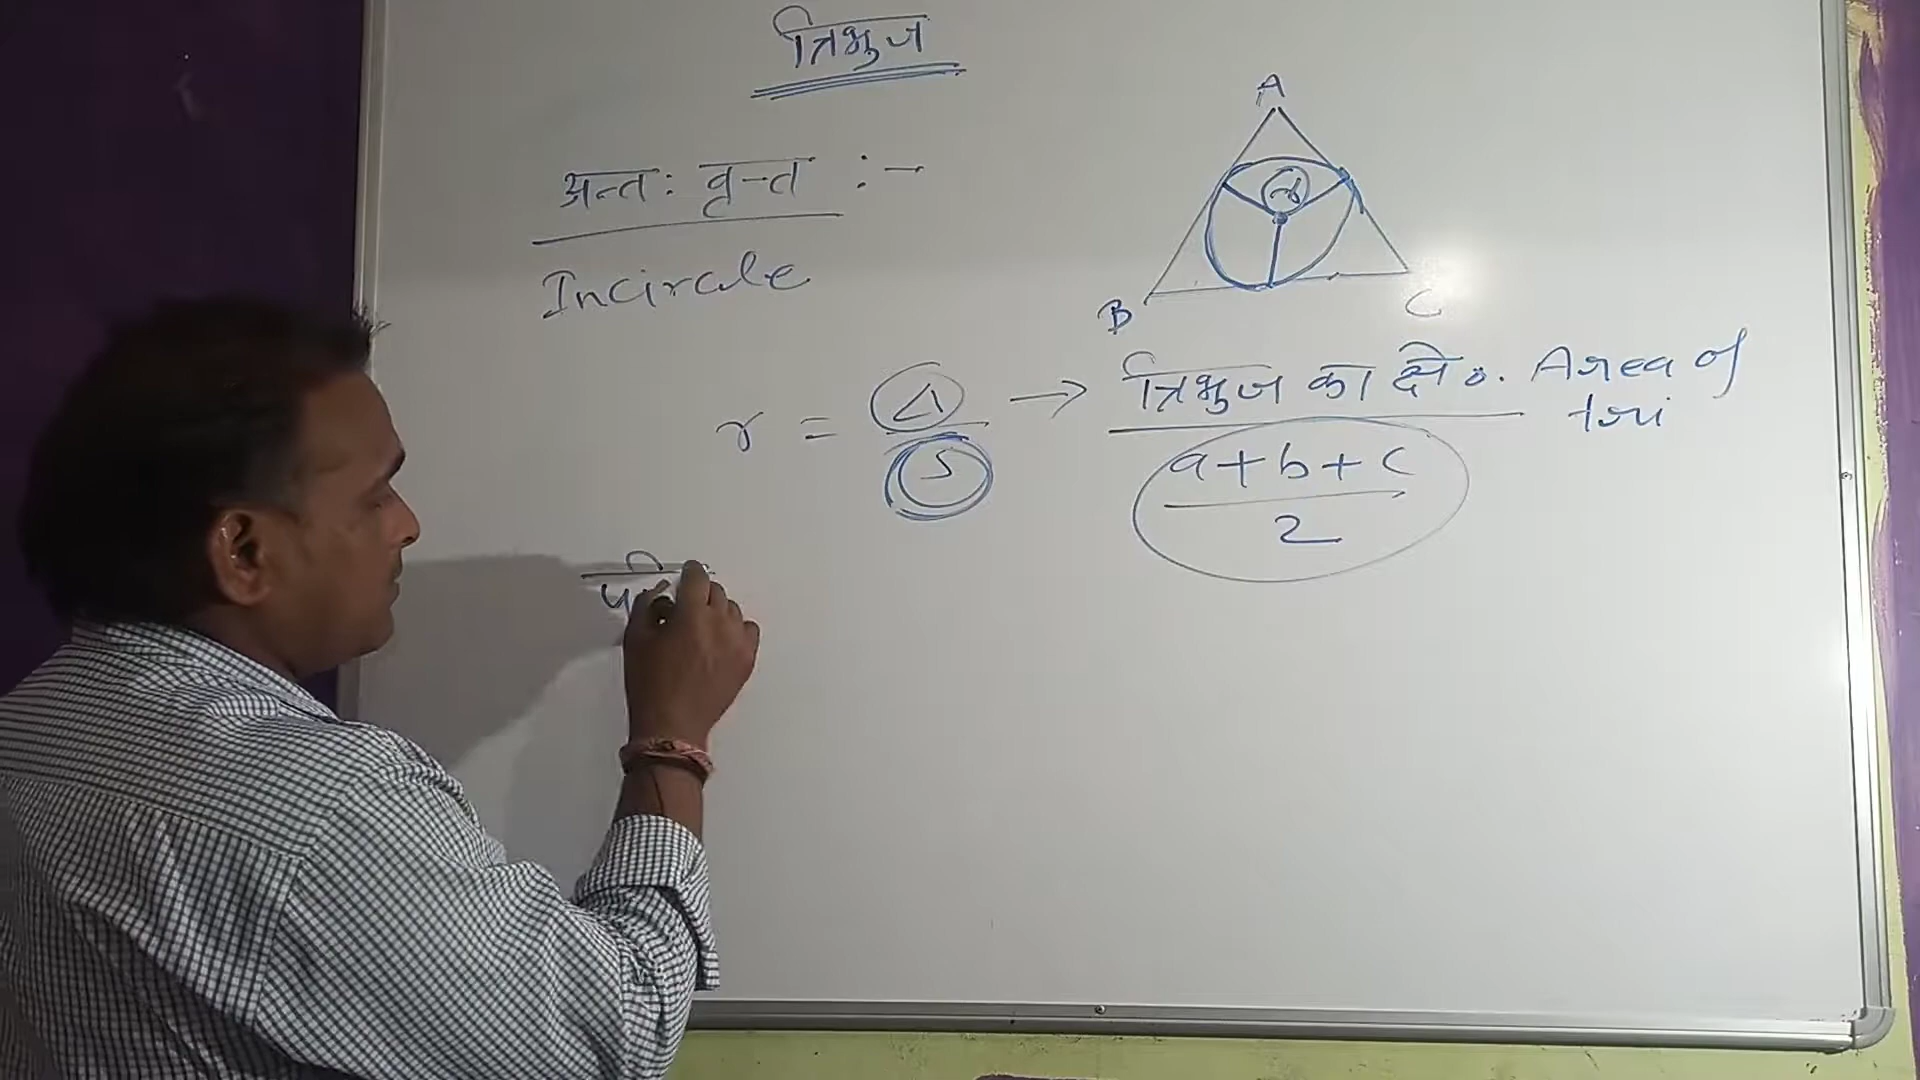 त्रिभुज
अन्तः वृन्त :-
Incircle
A
r
B
C
r = Δ → त्रिभुज का क्षे०. Area of tri
S
a+b+c
2